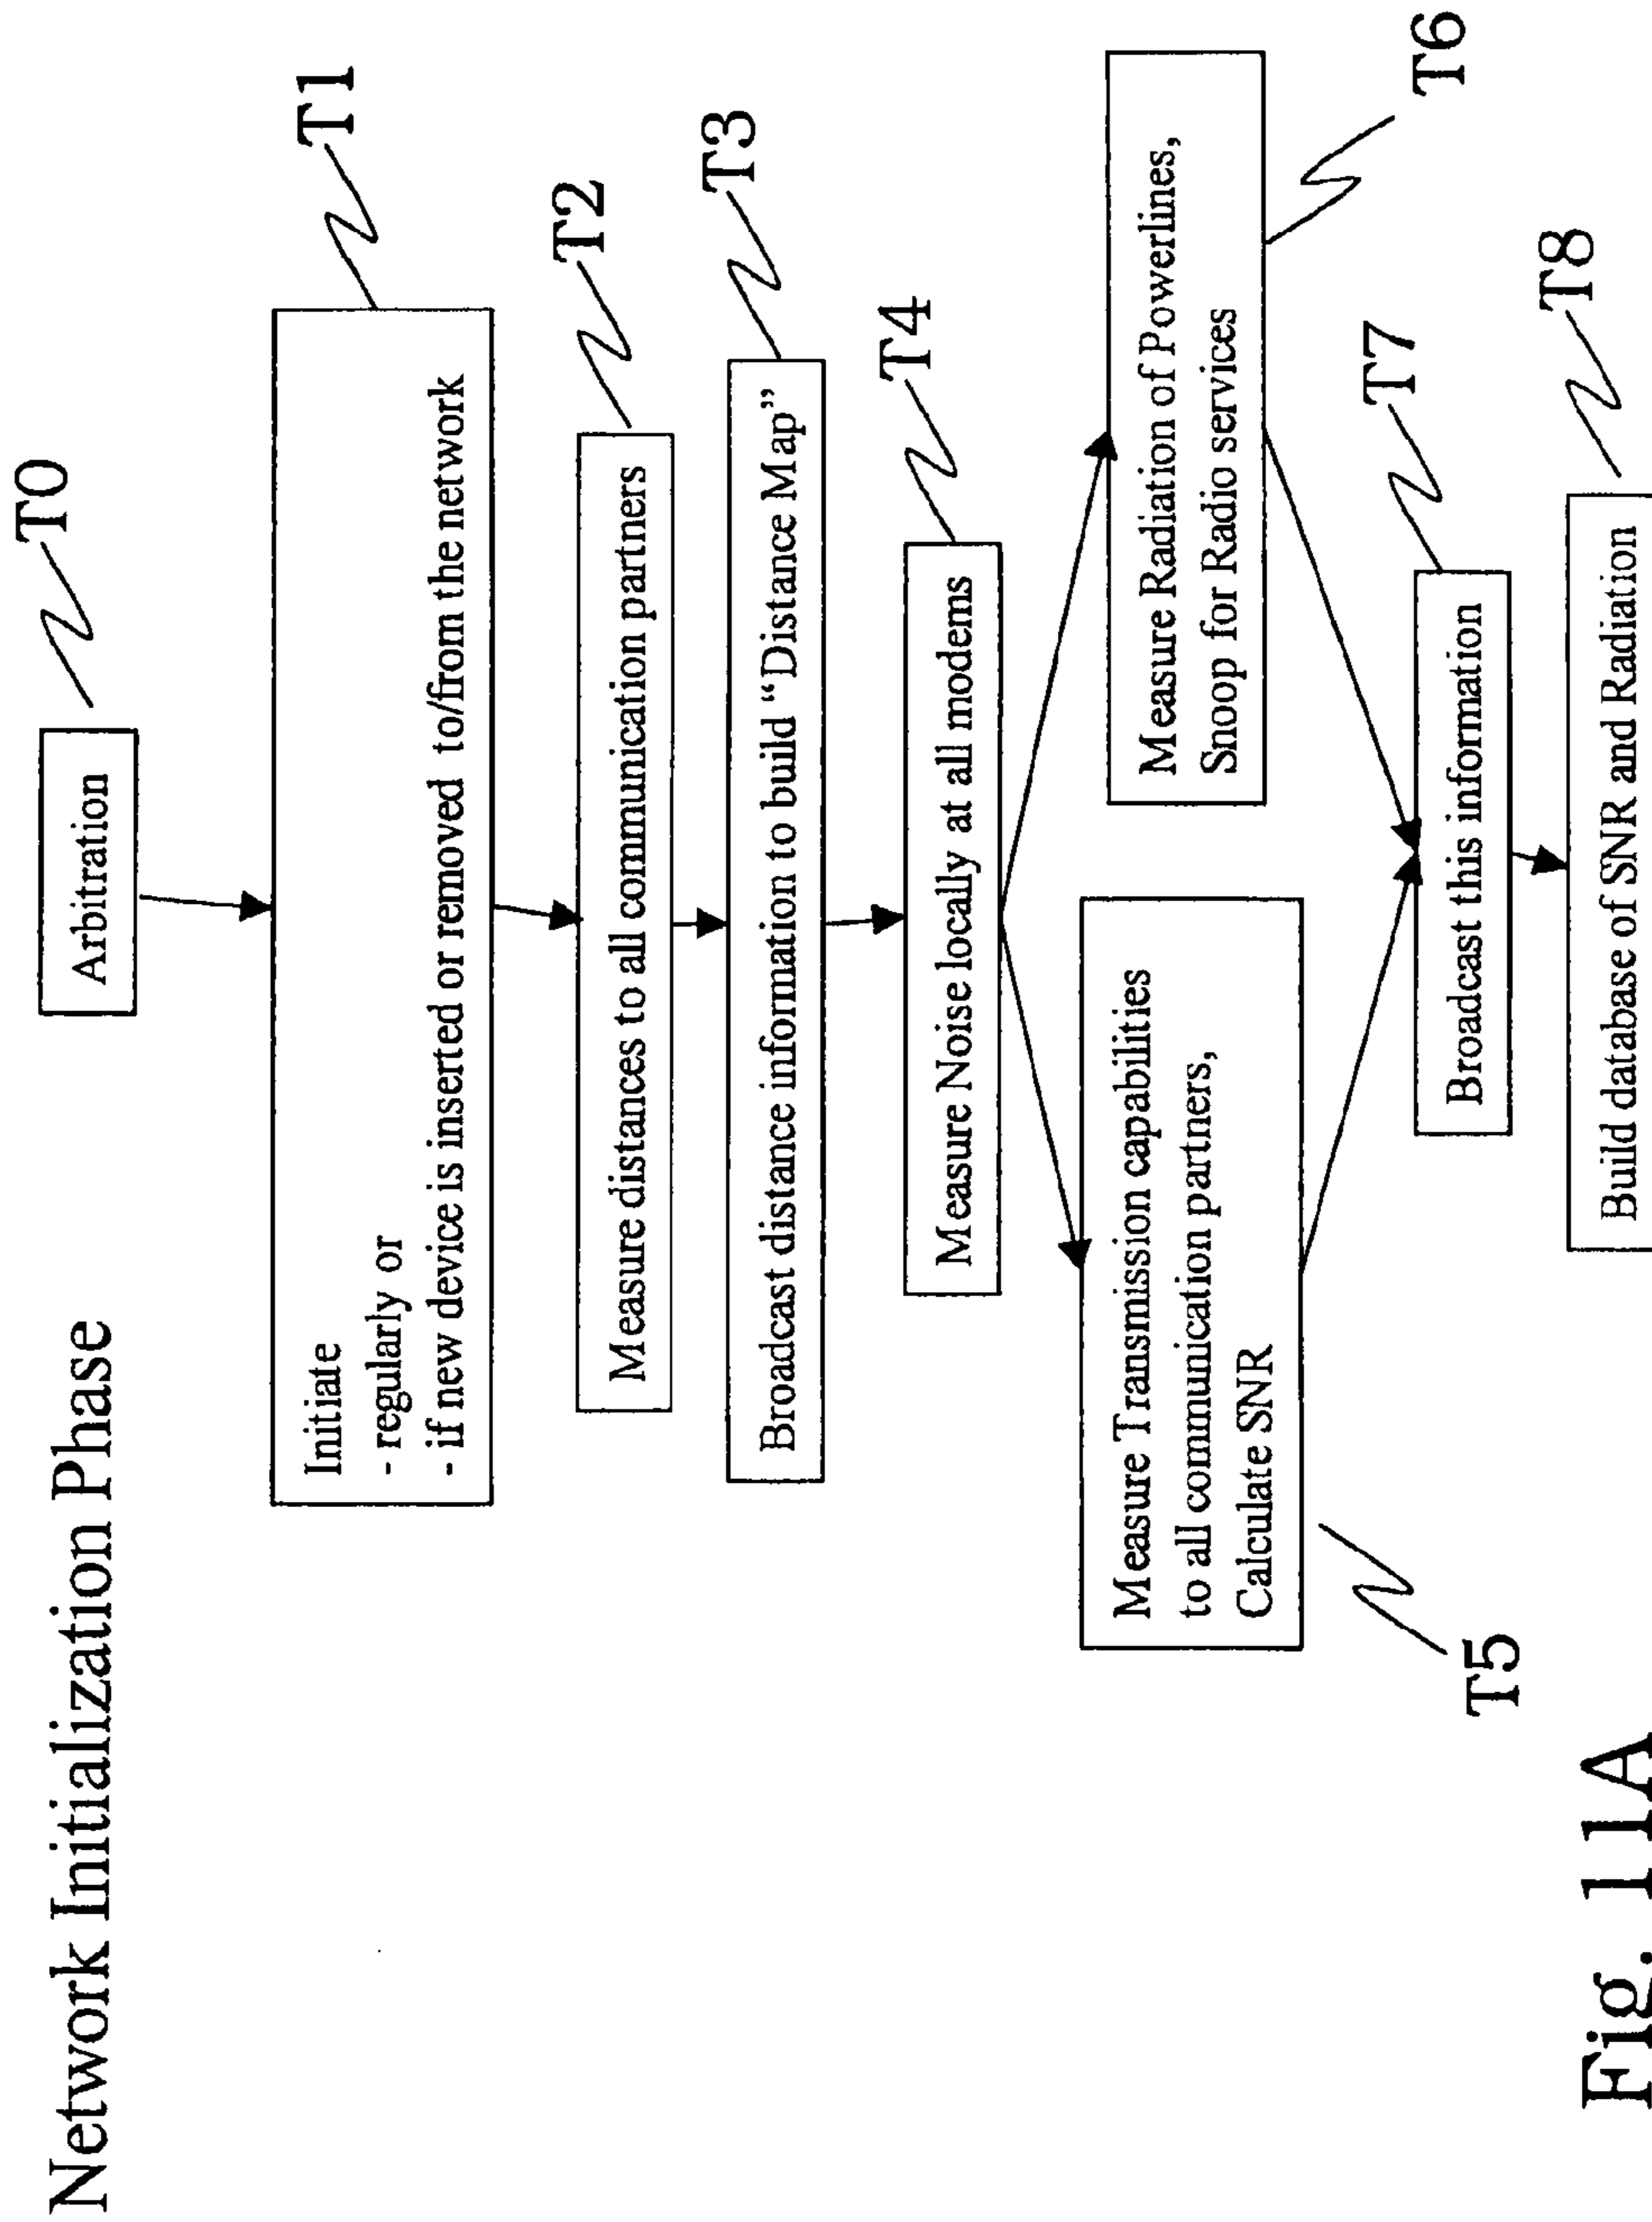 Network Initialization Phase
Arbitration
T0
Initiate
- regularly or
- if new device is inserted or removed to/from the network
T1
Measure distances to all communication partners
T2
Broadcast distance information to build “Distance Map”
T3
Measure Noise locally at all modems
T4
Measure Transmission capabilities
to all communication partners,
Calculate SNR
T5
Measure Radiation of Powerlines,
Snoop for Radio services
T6
Broadcast this information
T7
Build database of SNR and Radiation
T8
Fig. 11A